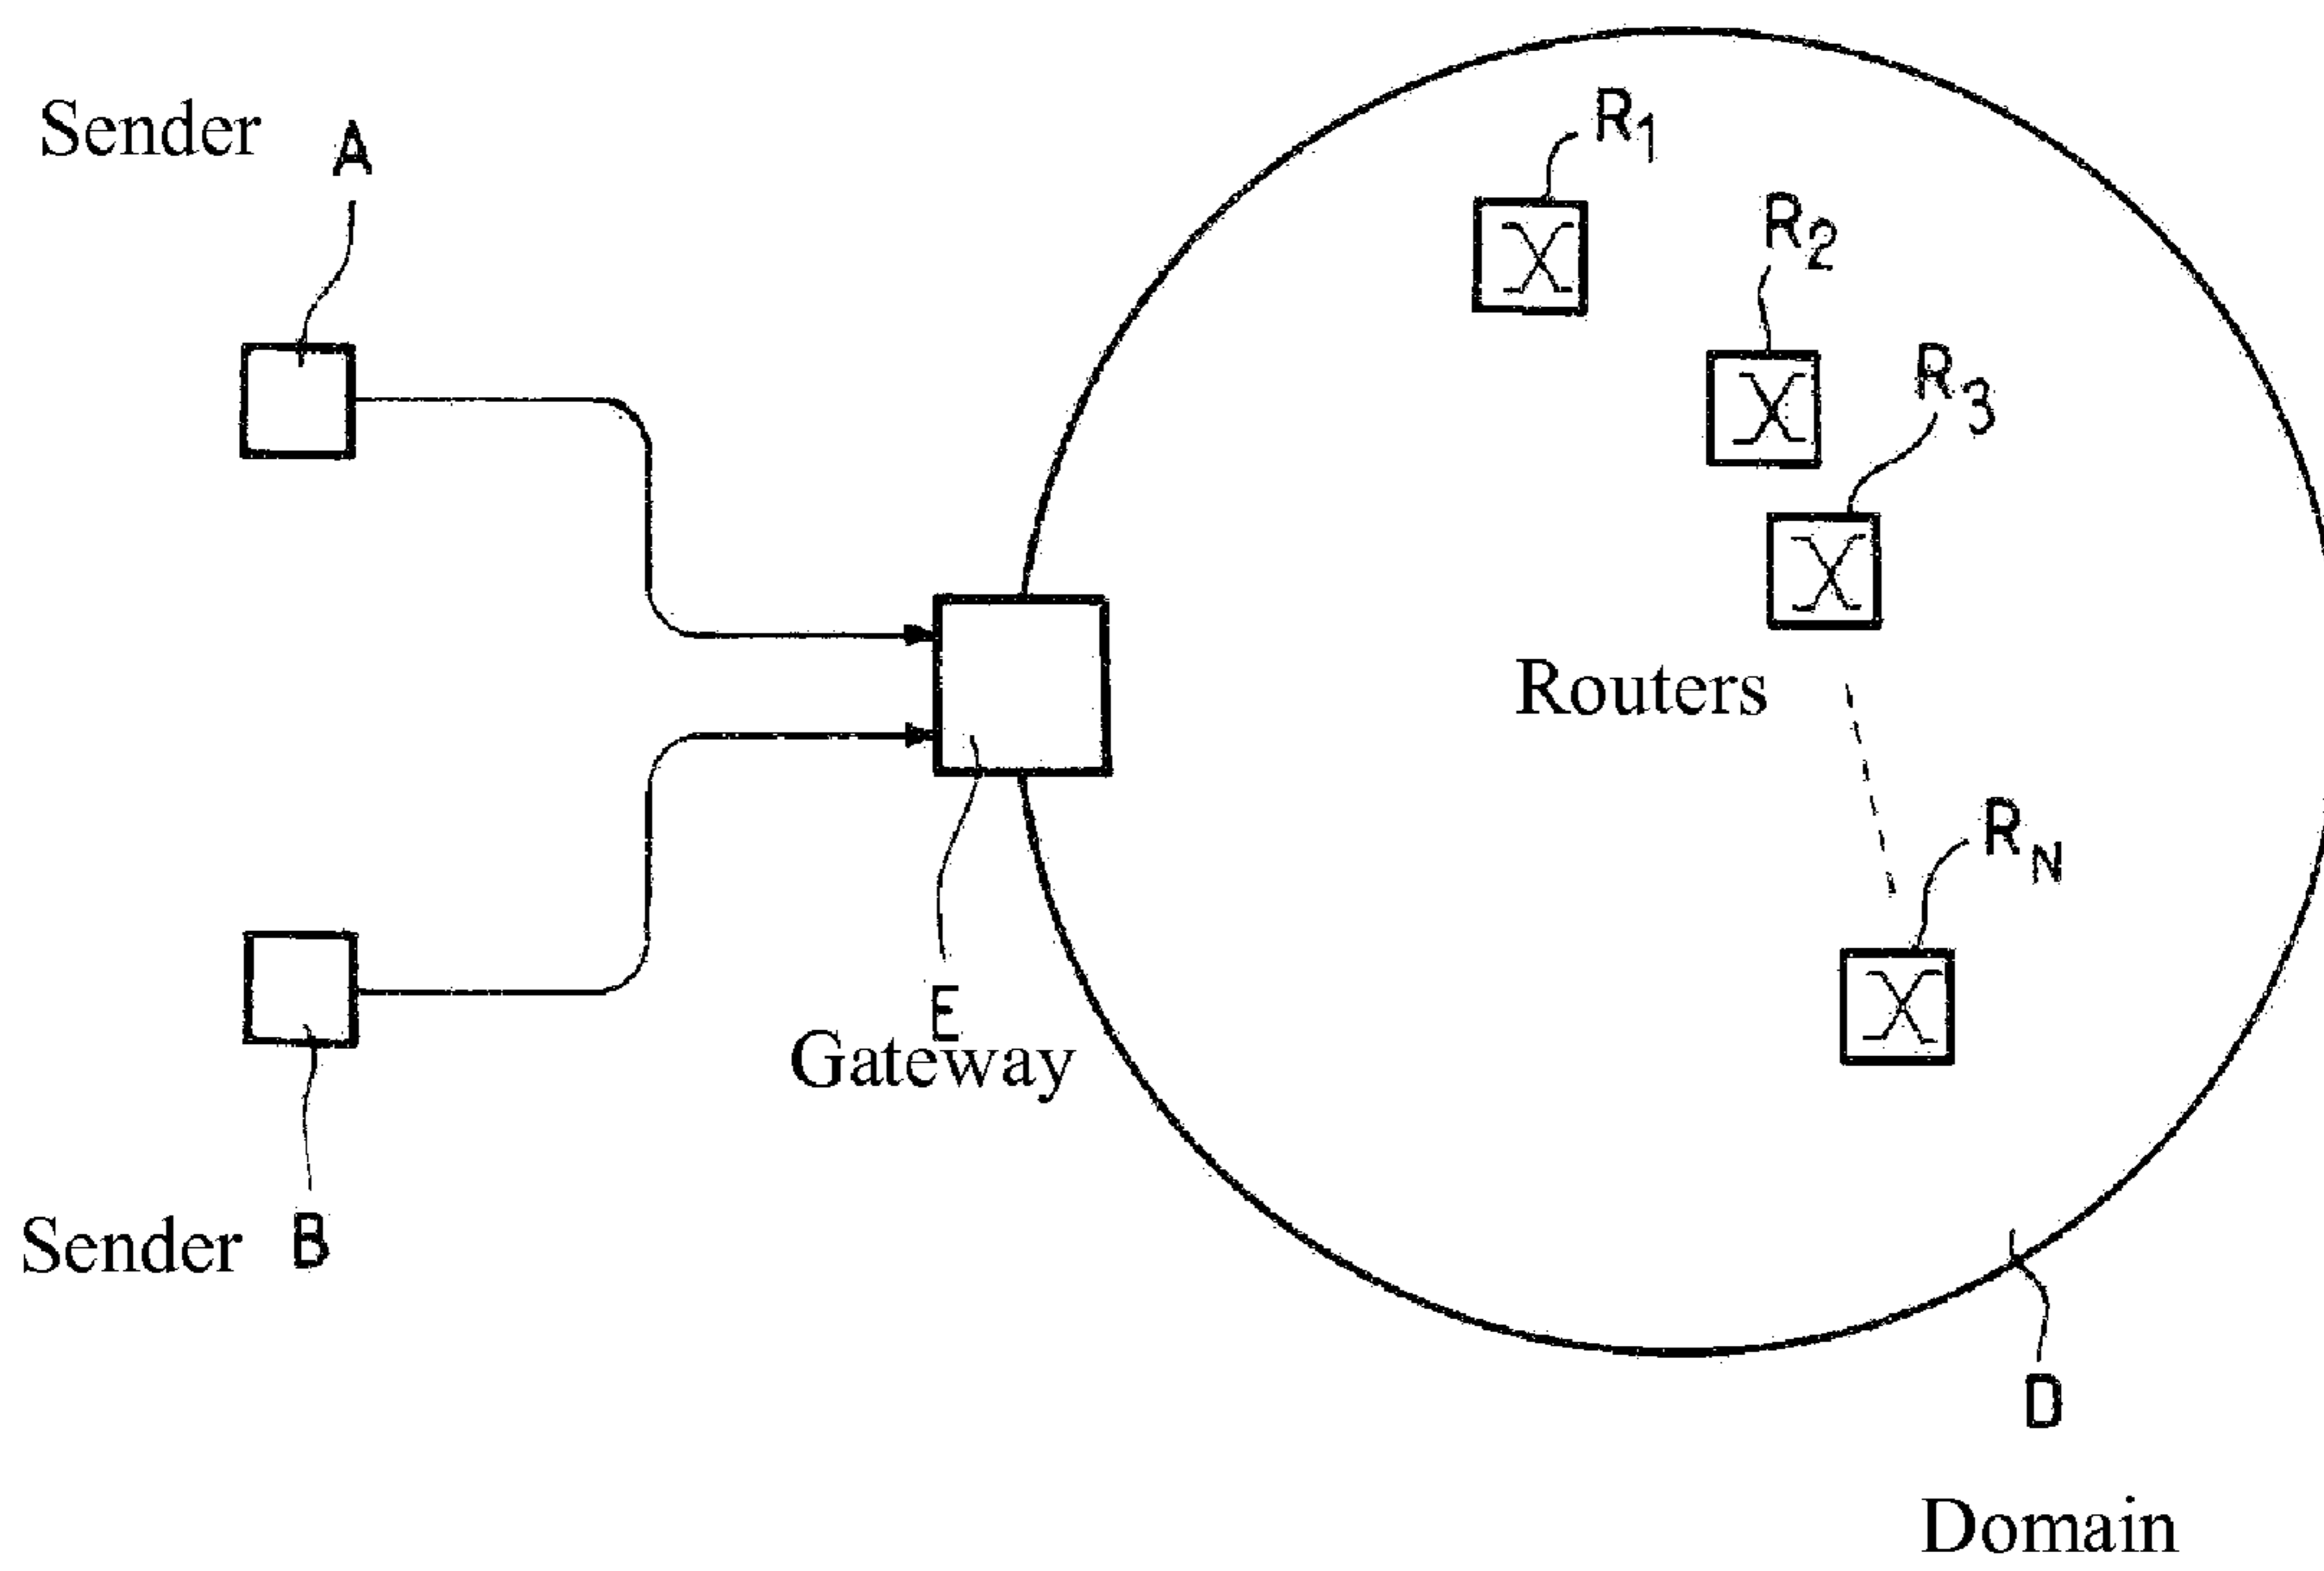 Sender A
R1
R2
R3
Routers
RN
E
Gateway
Sender B
D
Domain